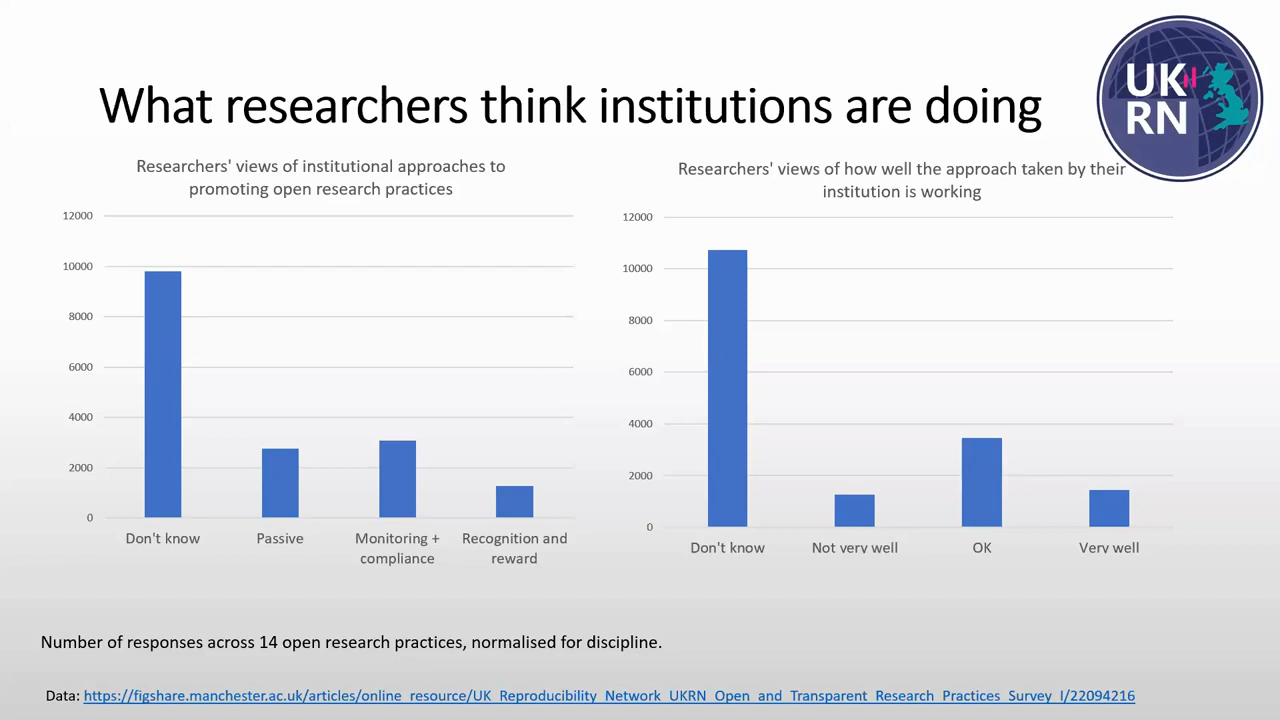 What researchers think institutions are doing
UK
RN
Researchers' views of institutional approaches to
promoting open research practices
12000
10000
8000
6000
4000
2000
0
Don't know
Passive
Monitoring +
compliance
Recognition and
reward
Researchers' views of how well the approach taken by their
institution is working
12000
10000
8000
6000
4000
2000
0
Don't know
Not very well
OK
Very well
Number of responses across 14 open research practices, normalised for discipline.
Data: https://figshare.manchester.ac.uk/articles/online_resource/UK_Reproducibility_Network_UKRN_Open_and_Transparent_Research_Practices_Survey_I/22094216